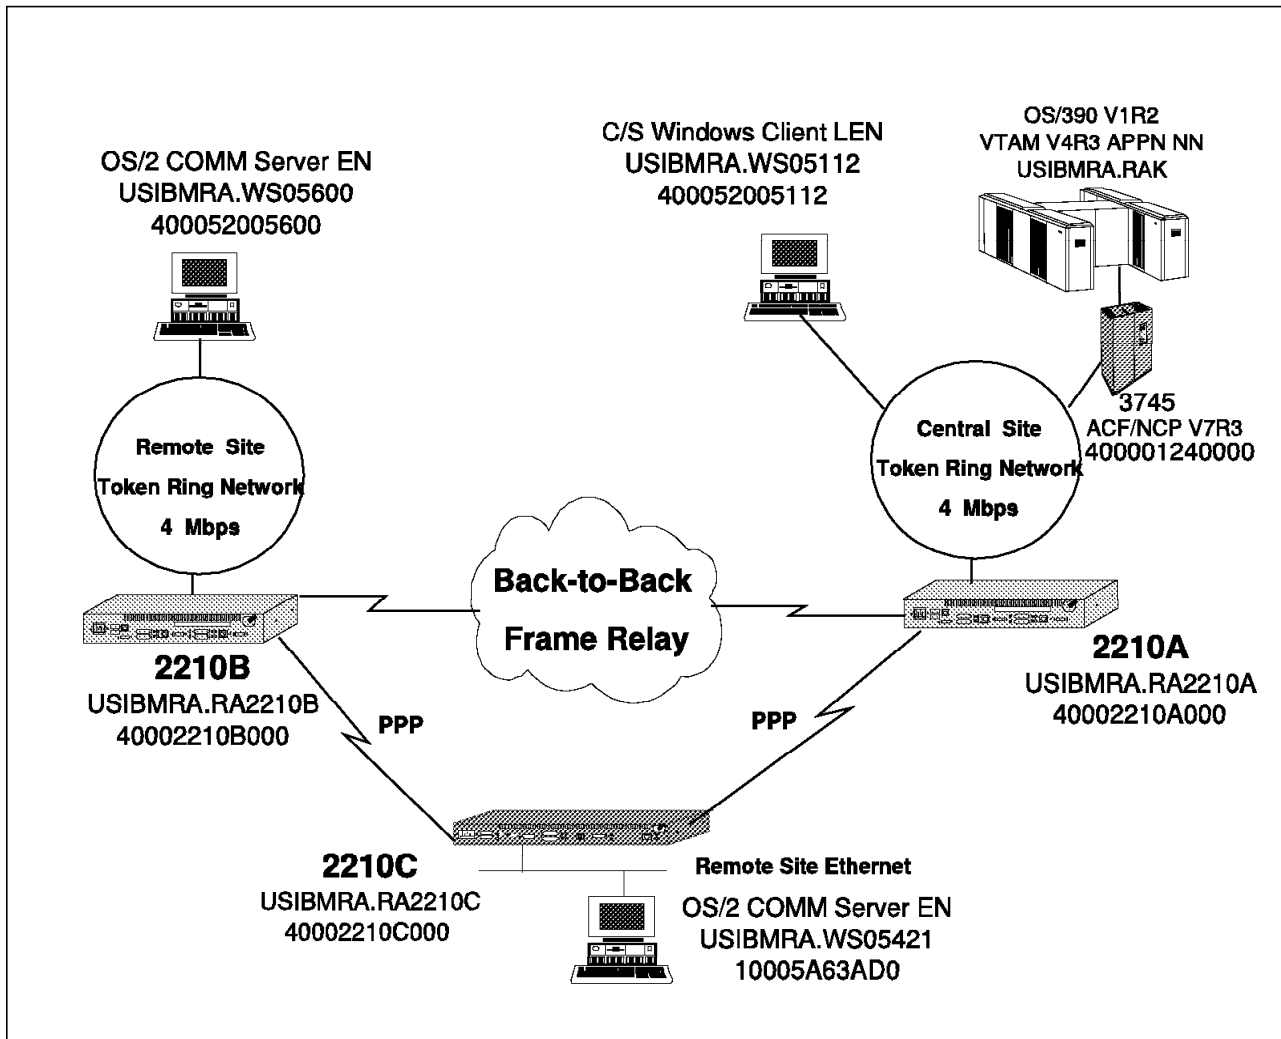 OS/390 V1R2
VTAM V4R3 APPN NN
USIBMRA.RAK
C/S Windows Client LEN
USIBMRA.WS05112
400052005112
OS/2 COMM Server EN
USIBMRA.WS05600
400052005600
3745
ACF/NCP V7R3
400001240000
Remote Site
Token Ring Network
4 Mbps
Central Site
Token Ring Network
4 Mbps
Back-to-Back
Frame Relay
2210B
USIBMRA.RA2210B
40002210B000
2210A
USIBMRA.RA2210A
40002210A000
PPP
PPP
2210C
USIBMRA.RA2210C
40002210C000
Remote Site Ethernet
OS/2 COMM Server EN
USIBMRA.WS05421
10005A63AD0